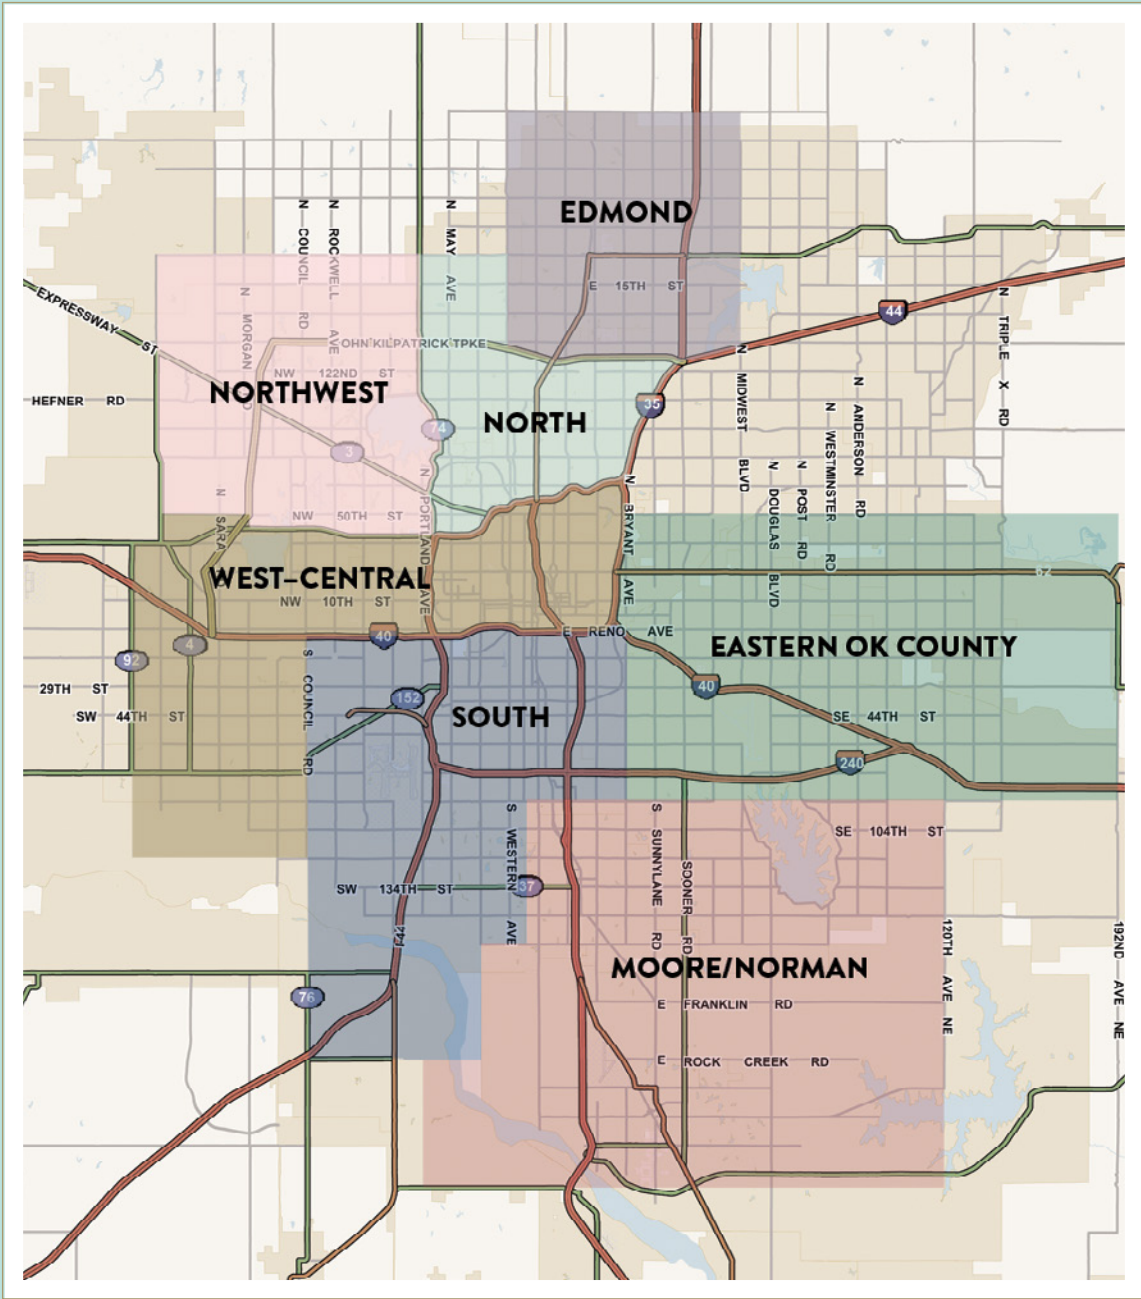 EDMOND
N COUNCIL RD
N ROCKWELL AVE
N MAY AVE
E 15TH ST
N MORGAN RD
EXPRESSWAY ST
44
N TRIPLE X RD
OHN KILPATRICK TPKE
NW 122ND ST
N MIDWEST BLVD
NORTHWEST
HEFNER RD
35
N ANDERSON RD
N WESTMINSTER RD
NORTH
74
3
N DOUGLAS BLVD
N POST RD
N PORTLAND AVE
N BRYANT AVE
N SARA
NW 50TH ST
WEST–CENTRAL
62
NW 10TH ST
40
E RENO AVE
4
EASTERN OK COUNTY
92
S COUNCIL RD
29TH ST
40
152
SW 44TH ST
SOUTH
SE 44TH ST
240
S WESTERN AVE
S SUNNYLANE RD
SE 104TH ST
SOONER RD
SW 134TH ST
37
120TH AVE NE
192ND AVE NE
MOORE/NORMAN
76
E FRANKLIN RD
E ROCK CREEK RD